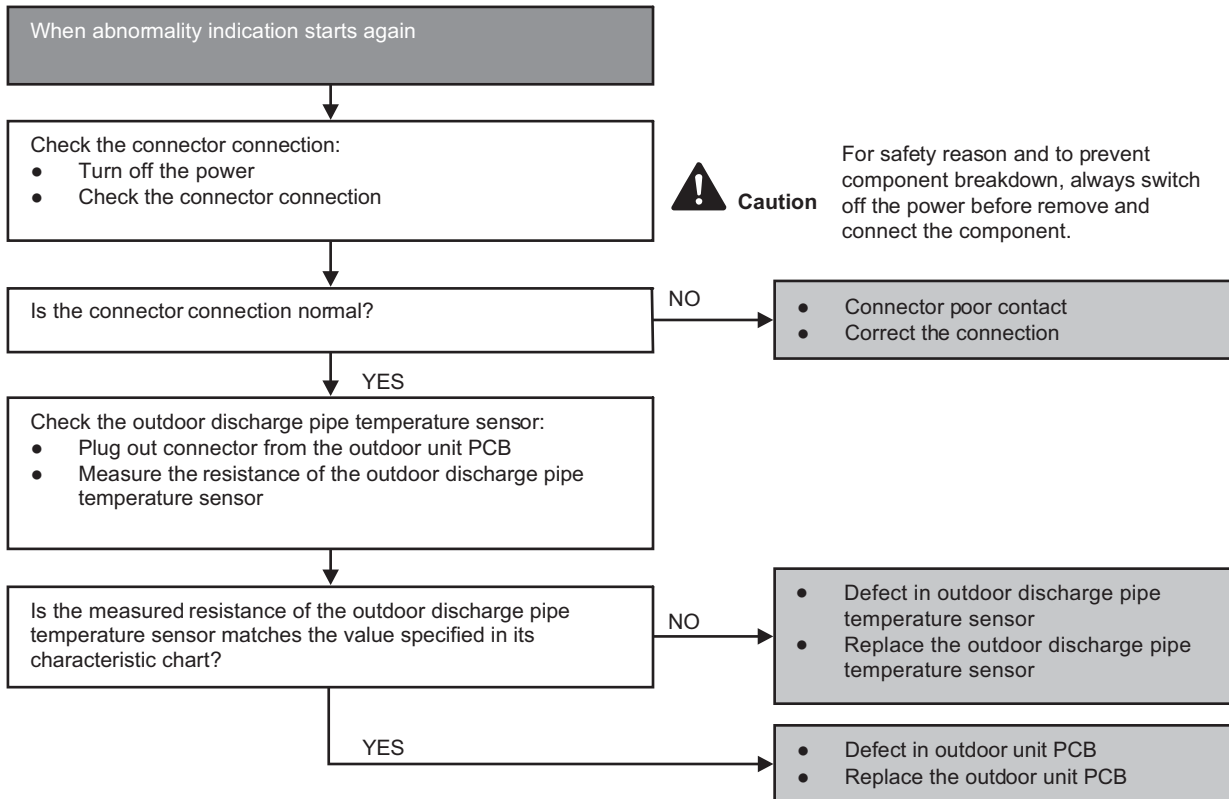 When abnormality indication starts again
Check the connector connection:
● Turn off the power
● Check the connector connection
Caution
For safety reason and to prevent
component breakdown, always switch
off the power before remove and
connect the component.
Is the connector connection normal?
NO
● Connector poor contact
● Correct the connection
YES
Check the outdoor discharge pipe temperature sensor:
● Plug out connector from the outdoor unit PCB
● Measure the resistance of the outdoor discharge pipe
temperature sensor
Is the measured resistance of the outdoor discharge pipe
temperature sensor matches the value specified in its
characteristic chart?
NO
● Defect in outdoor discharge pipe
temperature sensor
● Replace the outdoor discharge pipe
temperature sensor
YES
● Defect in outdoor unit PCB
● Replace the outdoor unit PCB